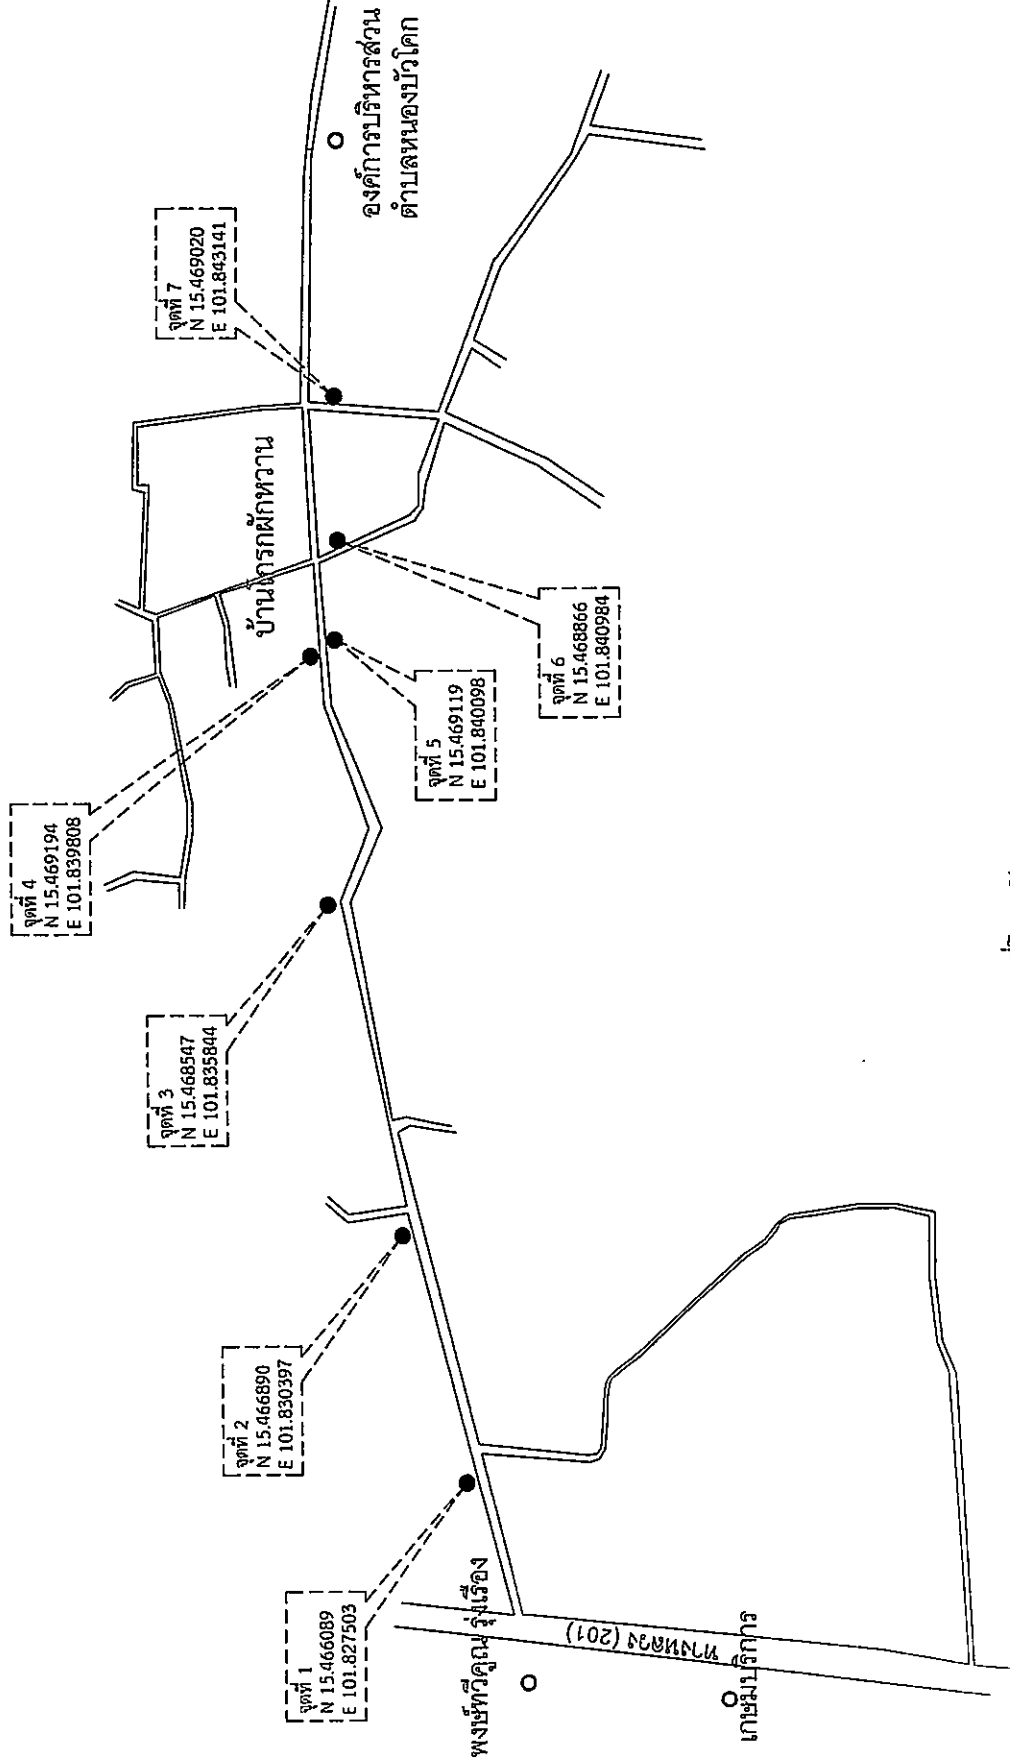 จุดที่ 1
N 15.466089
E 101.827503
จุดที่ 2
N 15.466890
E 101.830397
จุดที่ 3
N 15.468547
E 101.835844
จุดที่ 4
N 15.469194
E 101.839808
จุดที่ 5
N 15.469119
E 101.840098
จุดที่ 6
N 15.468866
E 101.840984
จุดที่ 7
N 15.469020
E 101.843141
บ้านโกรกผักหวาน
องค์การบริหารส่วน
ตำบลหนองบัวโคก
พงษ์ทวีคูณ รุ่งเรือง
ทางหลวง (201)
เกษมบริการ